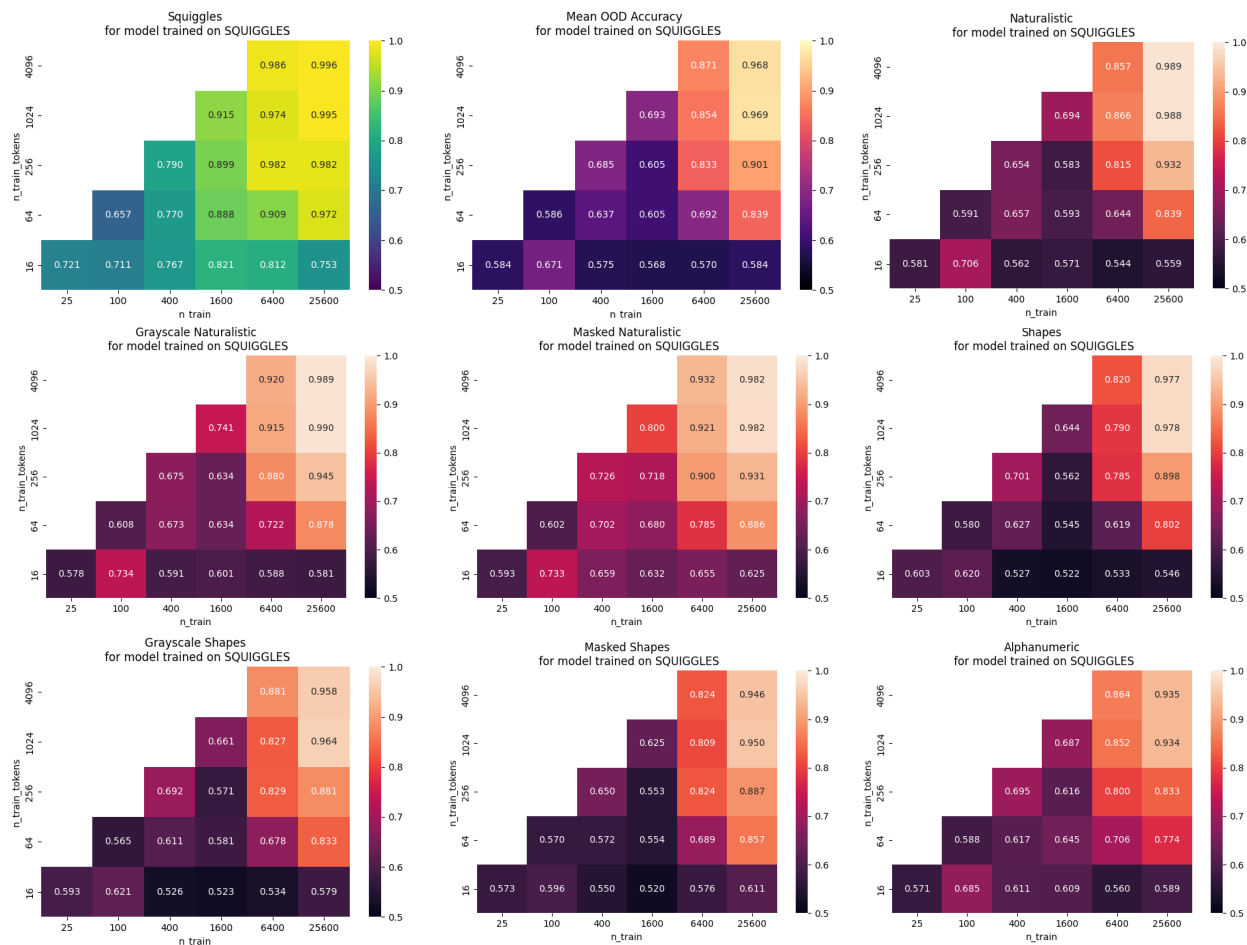 Squiggles
for model trained on SQUIGGLES
n_train_tokens
4096 0.986 0.996
1024 0.915 0.974 0.995
256 0.790 0.899 0.982 0.982
64 0.657 0.770 0.888 0.909 0.972
16 0.721 0.711 0.767 0.821 0.812 0.753
25 100 400 1600 6400 25600
n_train
1.0
0.9
0.8
0.7
0.6
0.5
Mean OOD Accuracy
for model trained on SQUIGGLES
n_train_tokens
4096 0.871 0.968
1024 0.693 0.854 0.969
256 0.685 0.605 0.833 0.901
64 0.586 0.637 0.605 0.692 0.839
16 0.584 0.671 0.575 0.568 0.570 0.584
25 100 400 1600 6400 25600
n_train
1.0
0.9
0.8
0.7
0.6
0.5
Naturalistic
for model trained on SQUIGGLES
n_train_tokens
4096 0.857 0.989
1024 0.694 0.866 0.988
256 0.654 0.583 0.815 0.932
64 0.591 0.657 0.593 0.644 0.839
16 0.581 0.706 0.562 0.571 0.544 0.559
25 100 400 1600 6400 25600
n_train
1.0
0.9
0.8
0.7
0.6
0.5
Grayscale Naturalistic
for model trained on SQUIGGLES
n_train_tokens
4096 0.920 0.989
1024 0.741 0.915 0.990
256 0.675 0.634 0.880 0.945
64 0.608 0.673 0.634 0.722 0.878
16 0.578 0.734 0.591 0.601 0.588 0.581
25 100 400 1600 6400 25600
n_train
1.0
0.9
0.8
0.7
0.6
0.5
Masked Naturalistic
for model trained on SQUIGGLES
n_train_tokens
4096 0.932 0.982
1024 0.800 0.921 0.982
256 0.726 0.718 0.900 0.931
64 0.602 0.702 0.680 0.785 0.886
16 0.593 0.733 0.659 0.632 0.655 0.625
25 100 400 1600 6400 25600
n_train
1.0
0.9
0.8
0.7
0.6
0.5
Shapes
for model trained on SQUIGGLES
n_train_tokens
4096 0.820 0.977
1024 0.644 0.790 0.978
256 0.701 0.562 0.785 0.898
64 0.580 0.627 0.545 0.619 0.802
16 0.603 0.620 0.527 0.522 0.533 0.546
25 100 400 1600 6400 25600
n_train
1.0
0.9
0.8
0.7
0.6
0.5
Grayscale Shapes
for model trained on SQUIGGLES
n_train_tokens
4096 0.881 0.958
1024 0.661 0.827 0.964
256 0.692 0.571 0.829 0.881
64 0.565 0.611 0.581 0.678 0.833
16 0.593 0.621 0.526 0.523 0.534 0.579
25 100 400 1600 6400 25600
n_train
1.0
0.9
0.8
0.7
0.6
0.5
Masked Shapes
for model trained on SQUIGGLES
n_train_tokens
4096 0.824 0.946
1024 0.625 0.809 0.950
256 0.650 0.553 0.824 0.887
64 0.570 0.572 0.554 0.689 0.857
16 0.573 0.596 0.550 0.520 0.576 0.611
25 100 400 1600 6400 25600
n_train
1.0
0.9
0.8
0.7
0.6
0.5
Alphanumeric
for model trained on SQUIGGLES
n_train_tokens
4096 0.864 0.935
1024 0.687 0.852 0.934
256 0.695 0.616 0.800 0.833
64 0.588 0.617 0.645 0.706 0.774
16 0.571 0.685 0.611 0.609 0.560 0.589
25 100 400 1600 6400 25600
n_train
1.0
0.9
0.8
0.7
0.6
0.5